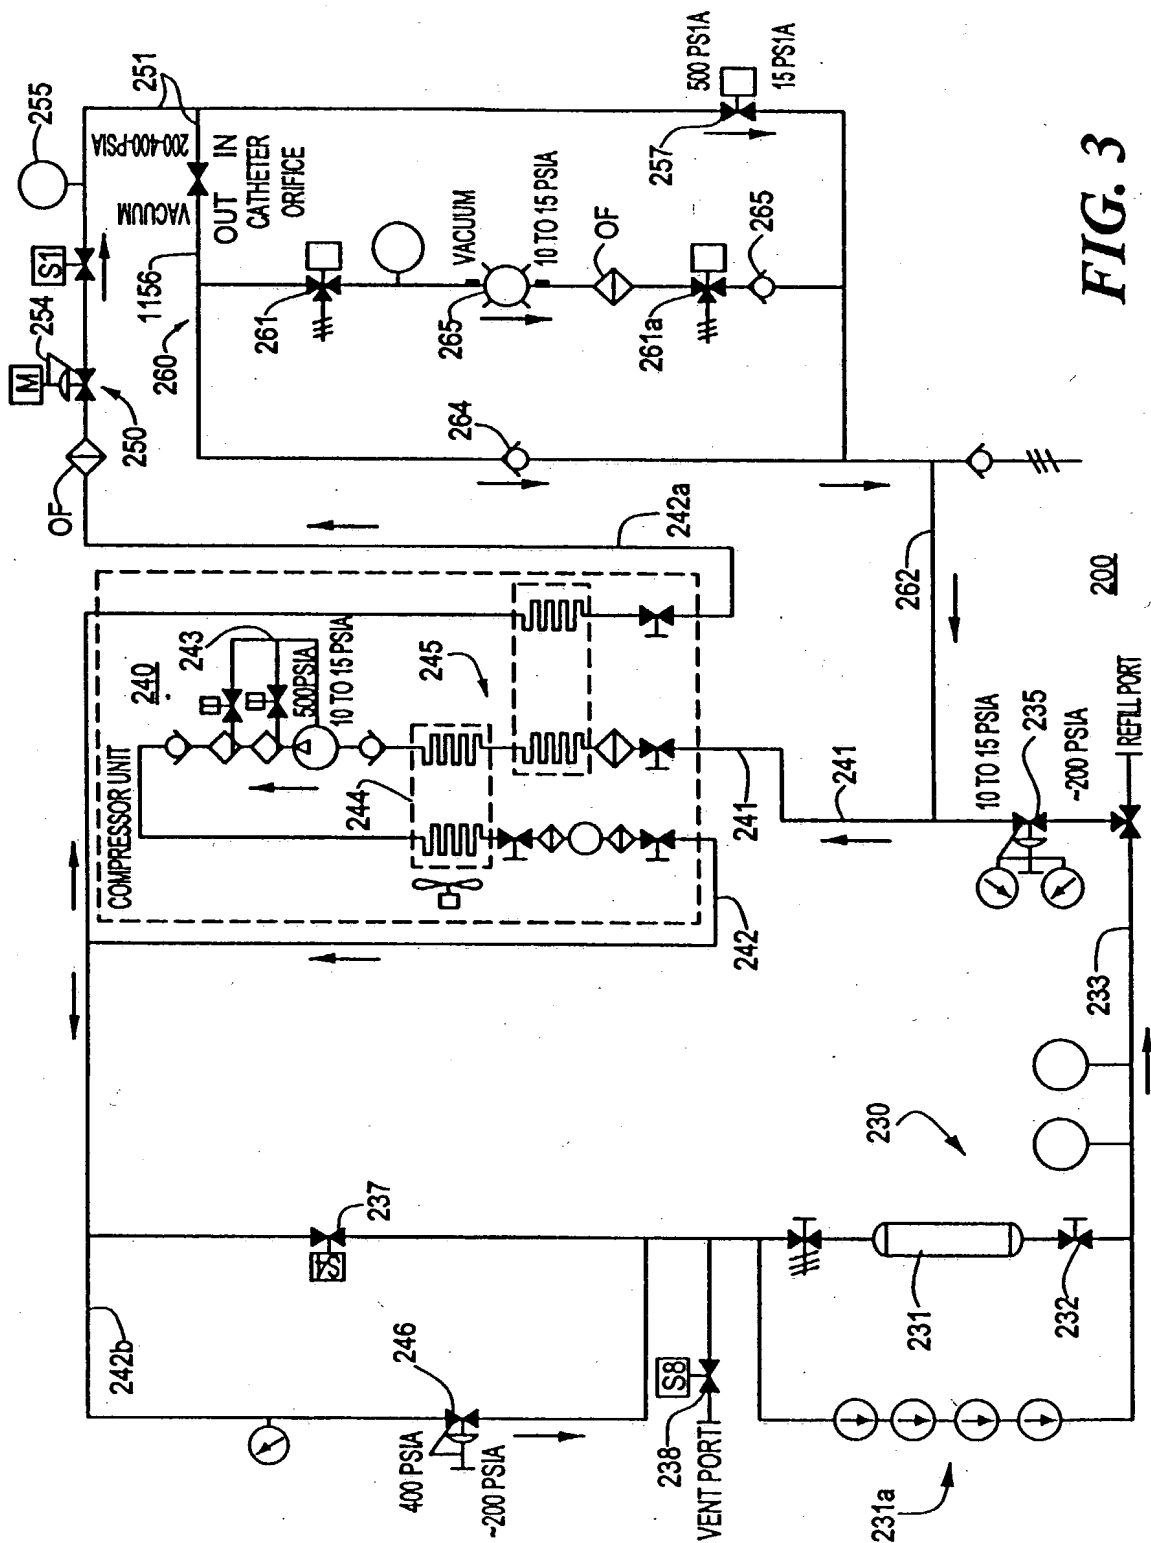 255
251
200-400-PSIA
VACUUM
OUT IN
CATHETER
ORIFICE
S1
1156
254
M
260
250
OF
261
VACUUM
265
10 TO 15 PSIA
OF
261a
265
257
500 PS1A
15 PS1A
264
242a
262
200
FIG. 3
COMPRESSOR UNIT
240
243
500PSIA
10 TO 15 PSIA
244
245
241
241
242
10 TO 15 PSIA
235
~200 PSIA
REFILL PORT
233
230
237
242b
246
400 PSIA
~200 PSIA
S8
238
VENT PORT
231
232
231a